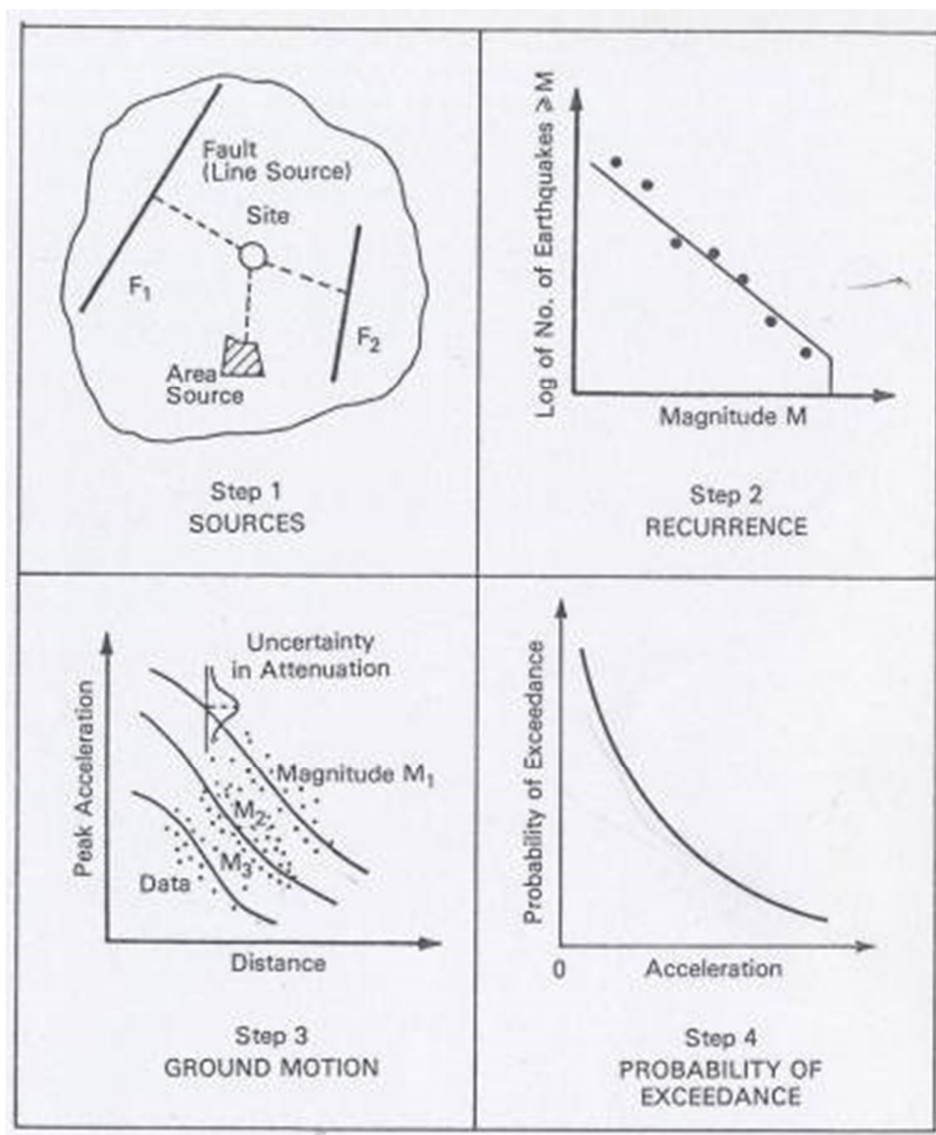 Fault
(Line Source)
Site
F1
F2
Area
Source
Step 1
SOURCES
Log of No. of Earthquakes ⩾ M
Magnitude M
Step 2
RECURRENCE
Uncertainty
in Attenuation
Peak Acceleration
Magnitude M1
M2
M3
Data
Distance
Step 3
GROUND MOTION
Probability of Exceedance
0
Acceleration
Step 4
PROBABILITY OF
EXCEEDANCE